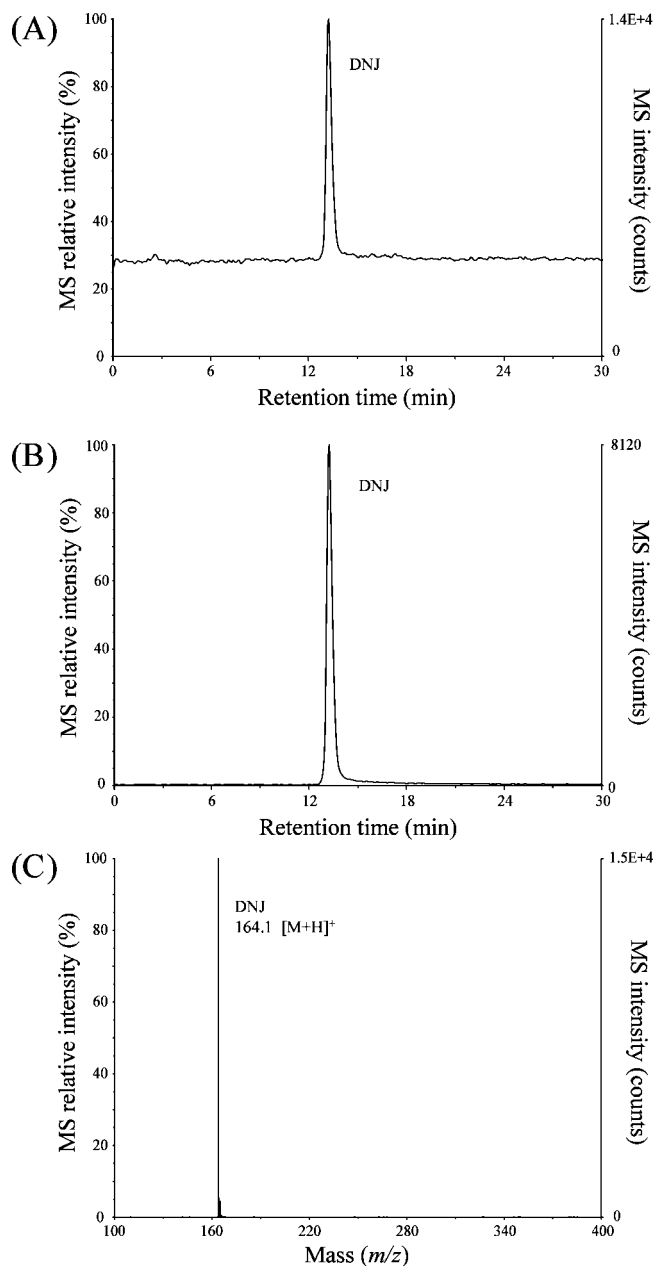 (A)
100
80
60
40
20
0
MS relative intensity (%)
DNJ
1.4E+4
0
MS intensity (counts)
0 6 12 18 24 30
Retention time (min)
(B)
100
80
60
40
20
0
MS relative intensity (%)
DNJ
8120
0
MS intensity (counts)
0 6 12 18 24 30
Retention time (min)
(C)
100
80
60
40
20
0
MS relative intensity (%)
DNJ
164.1 [M+H]⁺
1.5E+4
0
MS intensity (counts)
100 160 220 280 340 400
Mass (m/z)